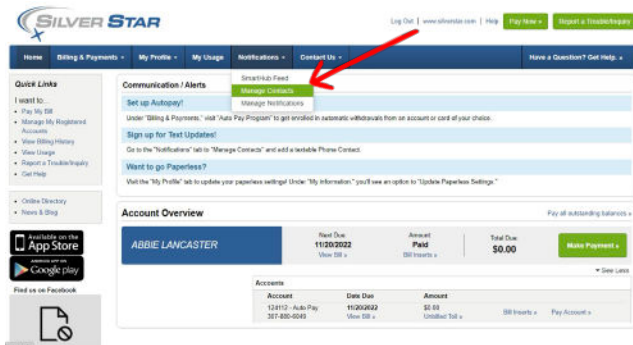 SILVER STAR
Log Out | www.silverstar.com | Help Pay Now » Report a Trouble/Inquiry
Home Billing & Payments My Profile My Usage Notifications Contact Us Have a Question? Get Help. »
SmartHub Feed
Manage Contacts
Manage Notifications
Quick Links
I want to...
Pay My Bill
Manage My Registered
Accounts
View Billing History
View Usage
Report a Trouble/Inquiry
Get Help
Online Directory
News & Blog
Available on the
App Store
ANDROID APP ON
Google play
Find us on Facebook
Communication / Alerts
Set up Autopay!
Under "Billing & Payments," visit "Auto Pay Program" to get enrolled in automatic withdrawals from an account or card of your choice.
Sign up for Text Updates!
Go to the "Notifications" tab to "Manage Contacts" and add a textable Phone Contact.
Want to go Paperless?
Visit the "My Profile" tab to update your paperless settings! Under "My information," you'll see an option to "Update Paperless Settings."
Account Overview Pay all outstanding balances »
ABBIE LANCASTER
Next Due Amount Total Due
11/20/2022 Paid $0.00 Make Payment »
View Bill » Bill Inserts »
See Less
Accounts
Account Date Due Amount
124112 - Auto Pay 11/20/2022 $0.00 Bill Inserts » Pay Account »
307-880-6049 View Bill » Unbilled Toll »